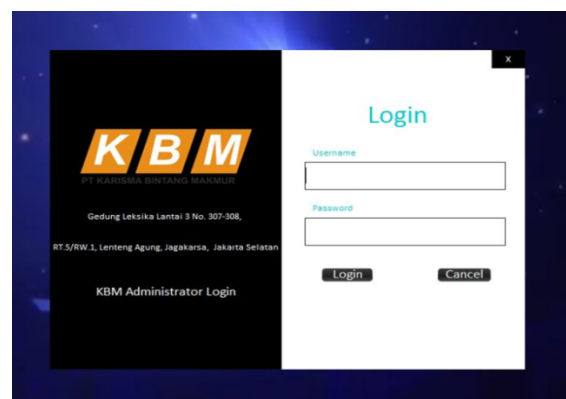 KBM
PT KARISMA BINTANG MAKMUR
Gedung Leksika Lantai 3 No. 307-308,
RT.5/RW.1, Lenteng Agung, Jagakarsa, Jakarta Selatan
KBM Administrator Login
X
Login
Username
Password
Login
Cancel